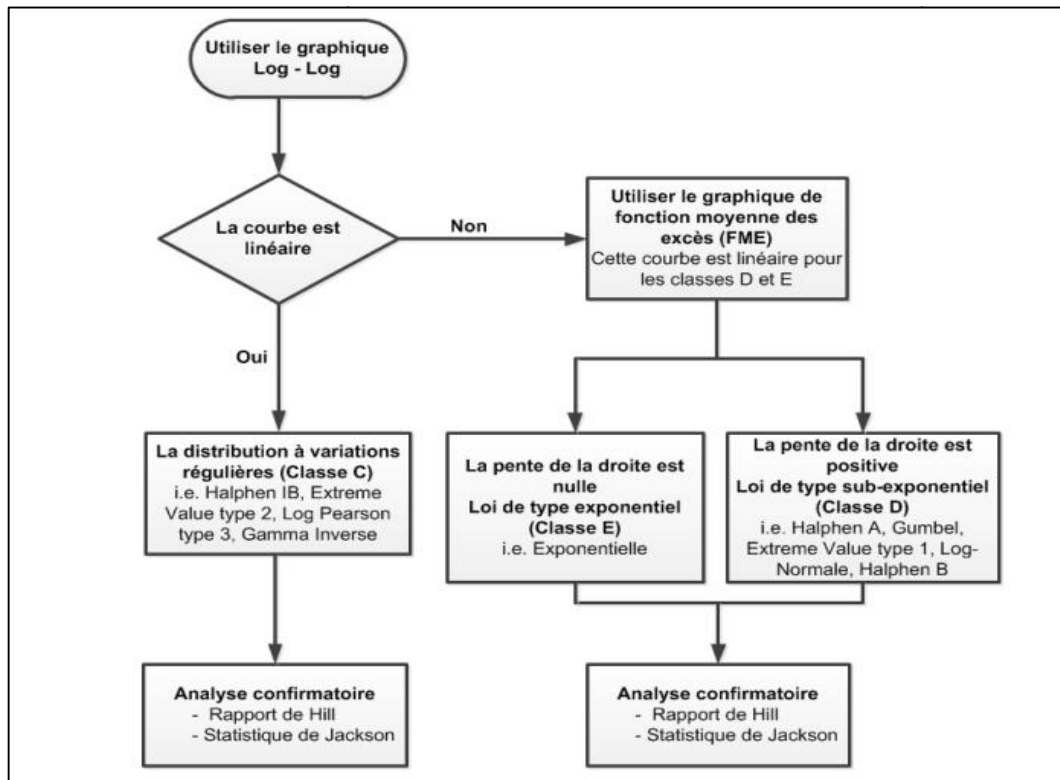 Utiliser le graphique
Log - Log
La courbe est
linéaire
Non
Utiliser le graphique de
fonction moyenne des
excès (FME)
Cette courbe est linéaire pour
les classes D et E
Oui
La distribution à variations
régulières (Classe C)
i.e. Halphen IB, Extreme
Value type 2, Log Pearson
type 3, Gamma Inverse
La pente de la droite est
nulle
Loi de type exponentiel
(Classe E)
i.e. Exponentielle
La pente de la droite est
positive
Loi de type sub-exponentiel
(Classe D)
i.e. Halphen A, Gumbel,
Extreme Value type 1, Log-
Normale, Halphen B
Analyse confirmatoire
- Rapport de Hill
- Statistique de Jackson
Analyse confirmatoire
- Rapport de Hill
- Statistique de Jackson